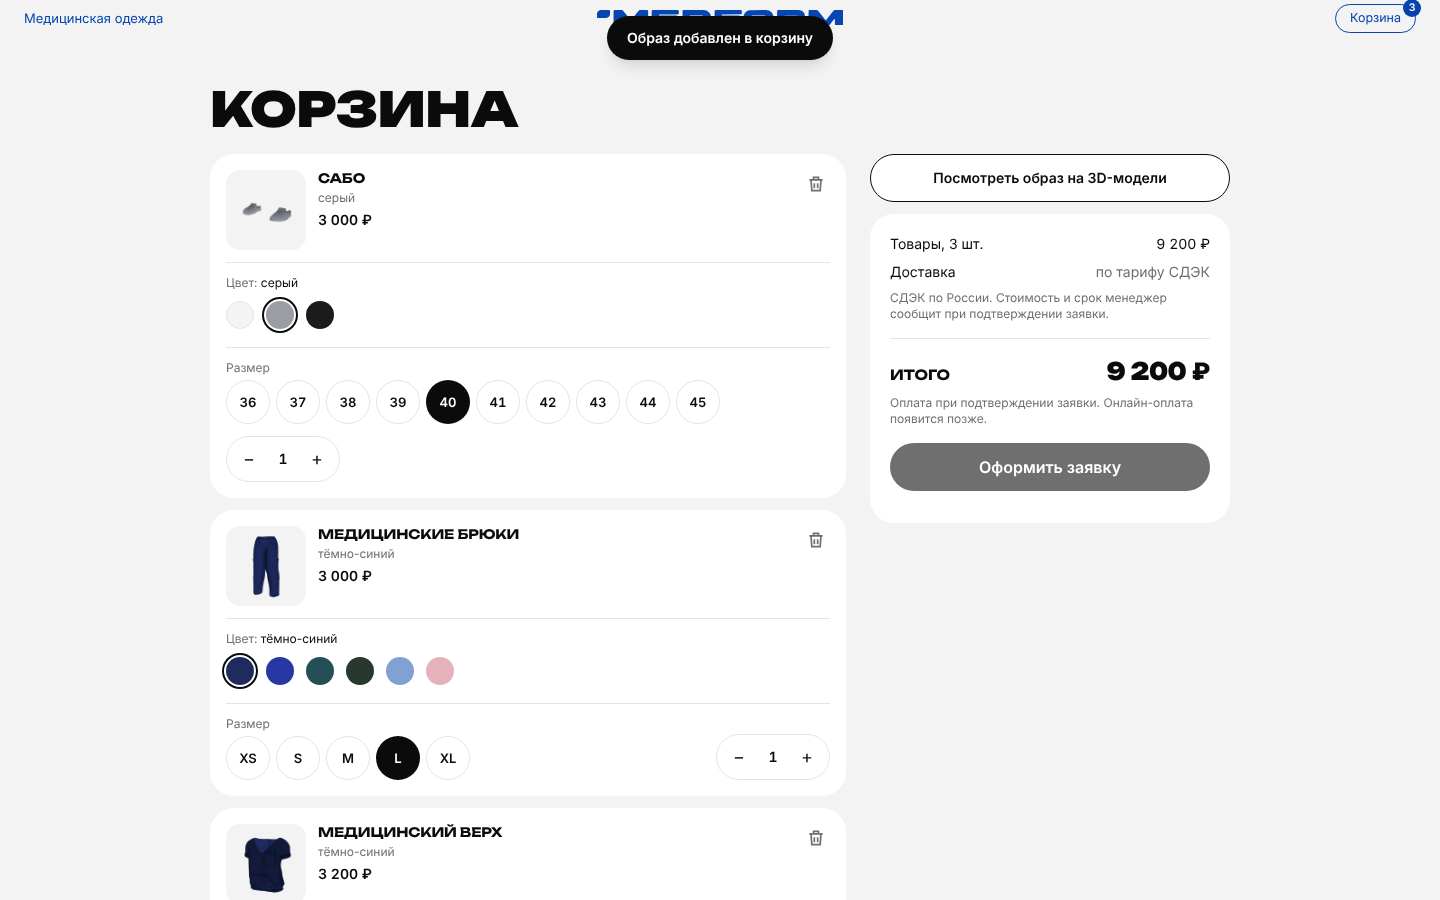 Медицинская одежда
Корзина 3
Образ добавлен в корзину
КОРЗИНА
САБО
серый
3 000 ₽
Цвет: серый
Размер
36 37 38 39 40 41 42 43 44 45
− 1 +
МЕДИЦИНСКИЕ БРЮКИ
тёмно-синий
3 000 ₽
Цвет: тёмно-синий
Размер
XS S M L XL
− 1 +
МЕДИЦИНСКИЙ ВЕРХ
тёмно-синий
3 200 ₽
Посмотреть образ на 3D-модели
Товары, 3 шт. 9 200 ₽
Доставка по тарифу СДЭК
СДЭК по России. Стоимость и срок менеджер
сообщит при подтверждении заявки.
ИТОГО 9 200 ₽
Оплата при подтверждении заявки. Онлайн-оплата
появится позже.
Оформить заявку